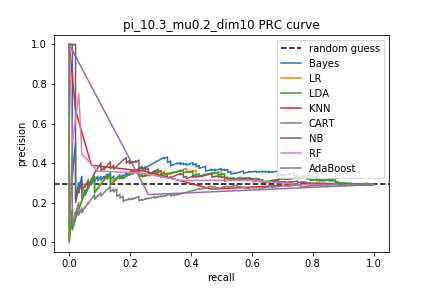 pi_10.3_mu0.2_dim10 PRC curve
1.0
0.8
0.6
0.4
0.2
0.0
precision
random guess
Bayes
LR
LDA
KNN
CART
NB
RF
AdaBoost
0.0 0.2 0.4 0.6 0.8 1.0
recall